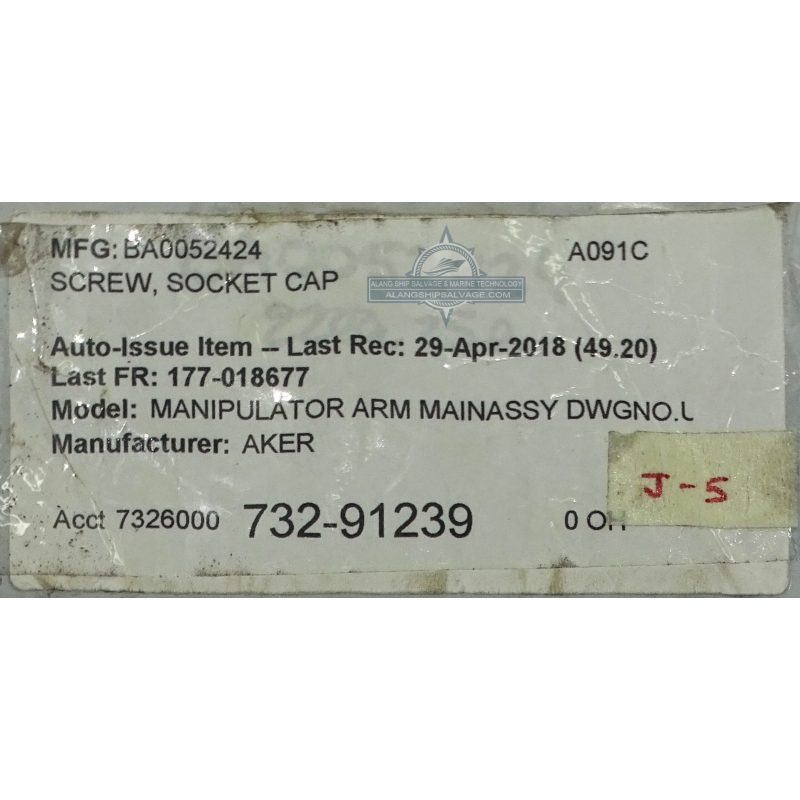 MFG: BA0052424 A091C
SCREW, SOCKET CAP
ALANG SHIP SALVAGE & MARINE TECHNOLOGY
ALANGSHIPSALVAGE.COM
Auto-Issue Item -- Last Rec: 29-Apr-2018 (49.20)
Last FR: 177-018677
Model: MANIPULATOR ARM MAINASSY DWGNO.
Manufacturer: AKER
J-5
Acct 7326000 732-91239 0